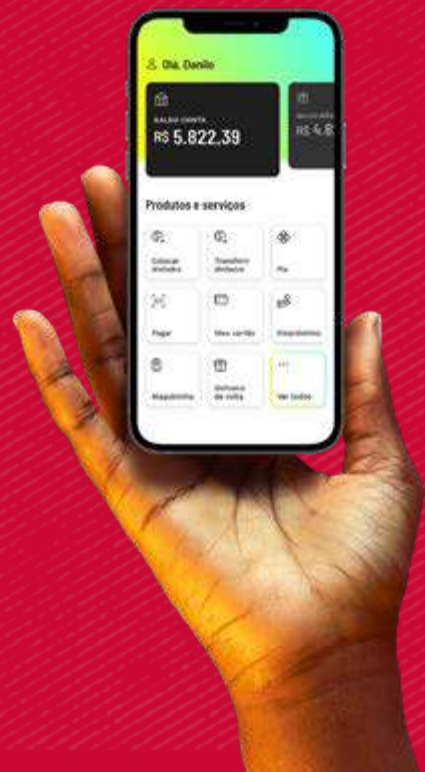 Olá, Danilo
SALDO CONTA
R$ 5.822,39
R$ 4.8
Produtos e serviços
Colocar
dinheiro
Transferir
dinheiro
Pix
Pagar
Meu cartão
Empréstimo
Maquininha
Dinheiro
de volta
Ver todos